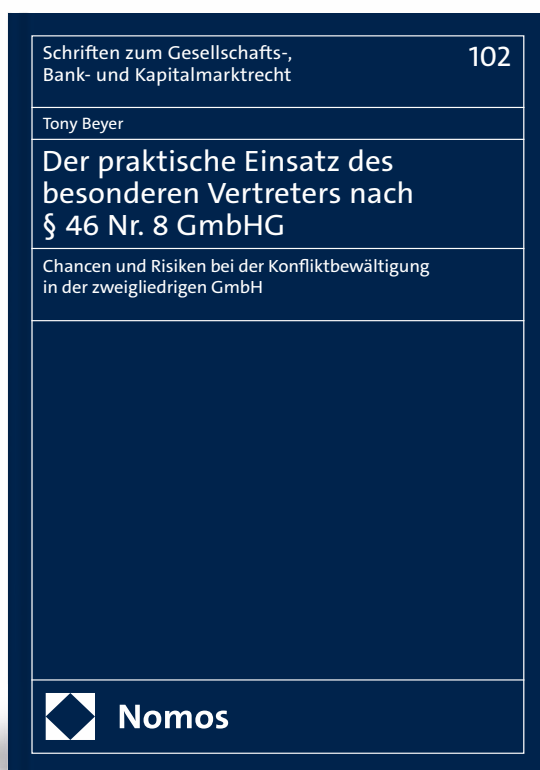 Schriften zum Gesellschafts-,
Bank- und Kapitalmarktrecht
102
Tony Beyer
Der praktische Einsatz des
besonderen Vertreters nach
§ 46 Nr. 8 GmbHG
Chancen und Risiken bei der Konfliktbewältigung
in der zweigliedrigen GmbH
Nomos